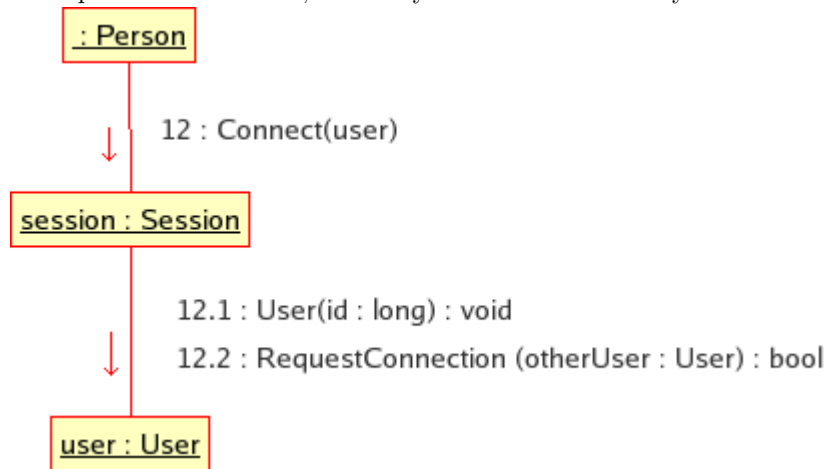 : Person
12 : Connect(user)
session : Session
12.1 : User(id : long) : void
12.2 : RequestConnection (otherUser : User) : bool
user : User